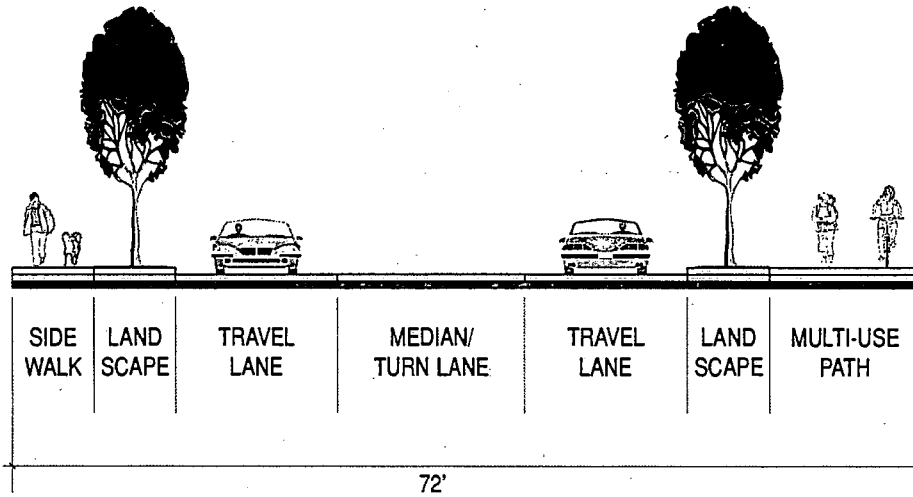 SIDE WALK
LAND SCAPE
TRAVEL LANE
MEDIAN/ TURN LANE
TRAVEL LANE
LAND SCAPE
MULTI-USE PATH
72'